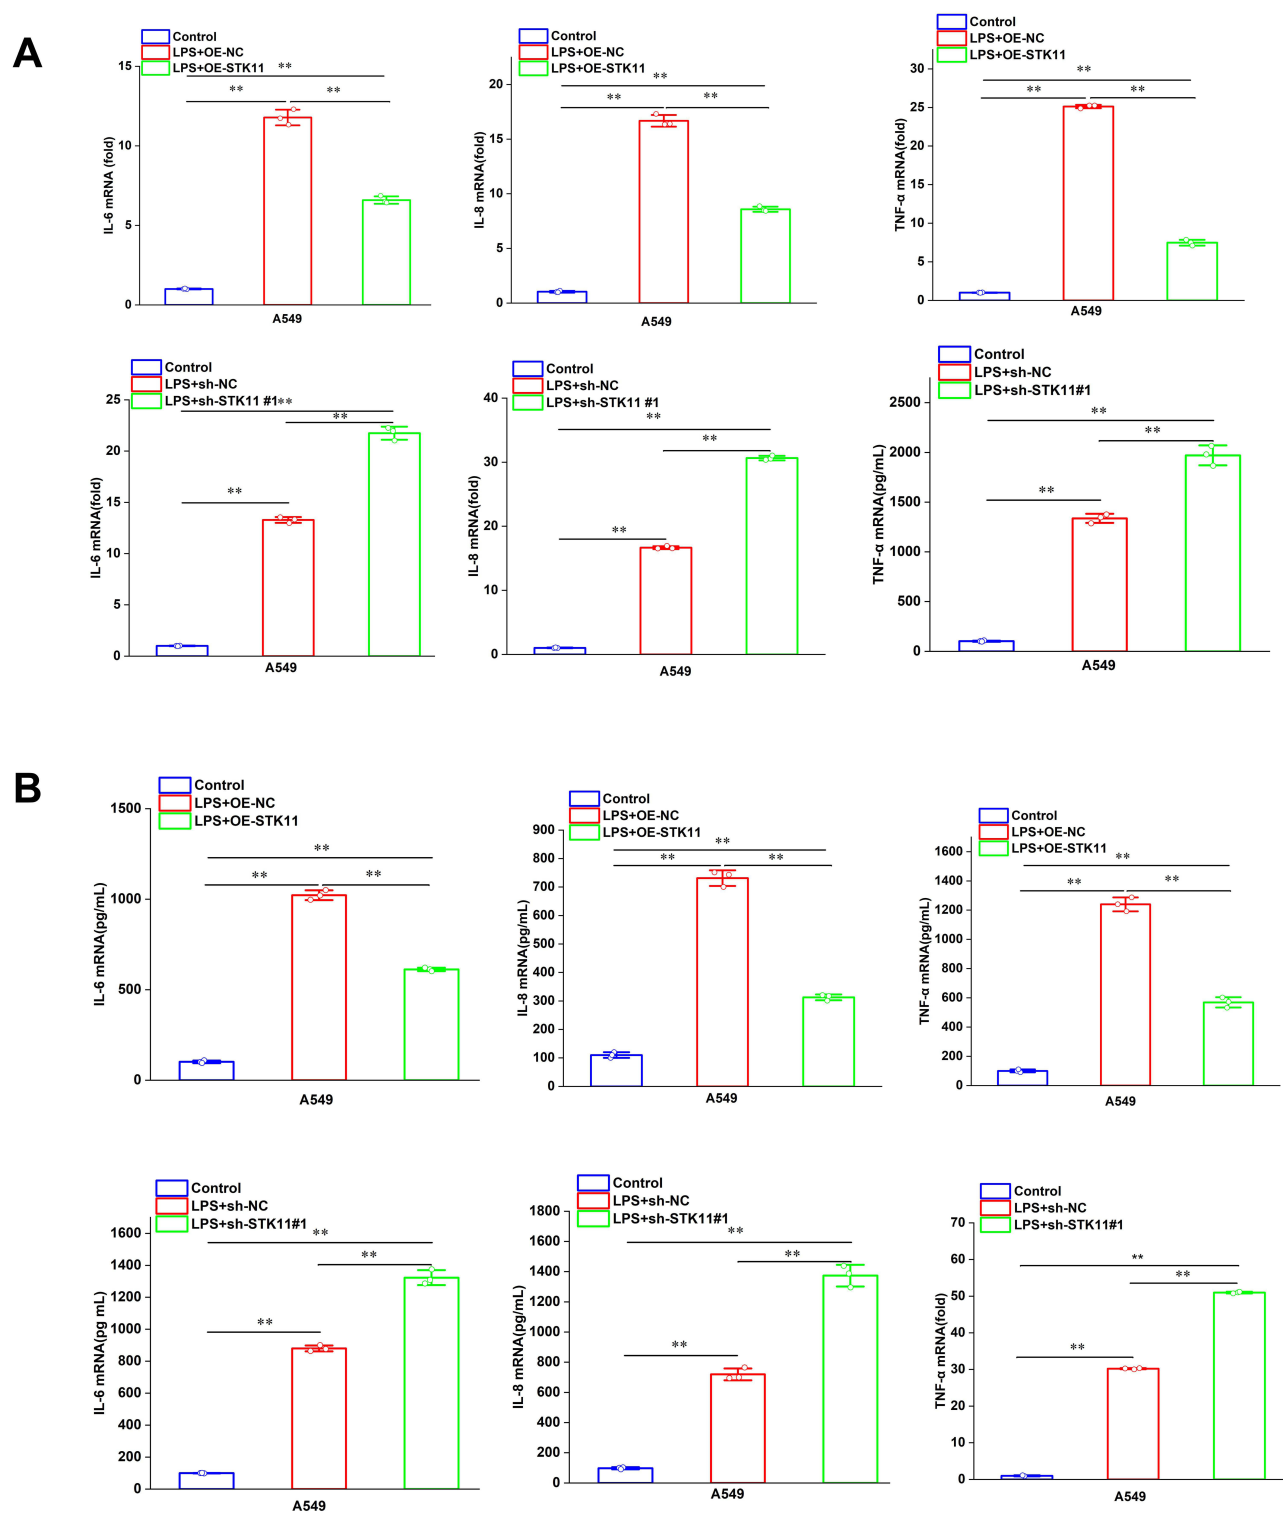 A
Control
LPS+OE-NC
LPS+OE-STK11
**
**
**
15
10
5
0
IL-6 mRNA (fold)
A549
Control
LPS+OE-NC
LPS+OE-STK11
**
**
**
20
15
10
5
0
IL-8 mRNA(fold)
A549
Control
LPS+OE-NC
LPS+OE-STK11
**
**
**
30
25
20
15
10
5
0
TNF-α mRNA(fold)
A549
Control
LPS+sh-NC
LPS+sh-STK11 #1
**
**
**
25
20
15
10
5
0
IL-6 mRNA(fold)
A549
Control
LPS+sh-NC
LPS+sh-STK11 #1
**
**
**
40
30
20
10
0
IL-8 mRNA(fold)
A549
Control
LPS+sh-NC
LPS+sh-STK11#1
**
**
**
2500
2000
1500
1000
500
0
TNF-α mRNA(pg/mL)
A549
B
Control
LPS+OE-NC
LPS+OE-STK11
**
**
**
1500
1000
500
0
IL-6 mRNA(pg/mL)
A549
Control
LPS+OE-NC
LPS+OE-STK11
**
**
**
900
800
700
600
500
400
300
200
100
0
IL-8 mRNA(pg/mL)
A549
Control
LPS+OE-NC
LPS+OE-STK11
**
**
**
1600
1400
1200
1000
800
600
400
200
0
TNF-α mRNA(pg/mL)
A549
Control
LPS+sh-NC
LPS+sh-STK11#1
**
**
**
1600
1400
1200
1000
800
600
400
200
0
IL-6 mRNA(pg mL)
A549
Control
LPS+sh-NC
LPS+sh-STK11#1
**
**
**
1800
1600
1400
1200
1000
800
600
400
200
0
IL-8 mRNA(pg/mL)
A549
Control
LPS+sh-NC
LPS+sh-STK11#1
**
**
**
70
60
50
40
30
20
10
0
TNF-α mRNA(fold)
A549